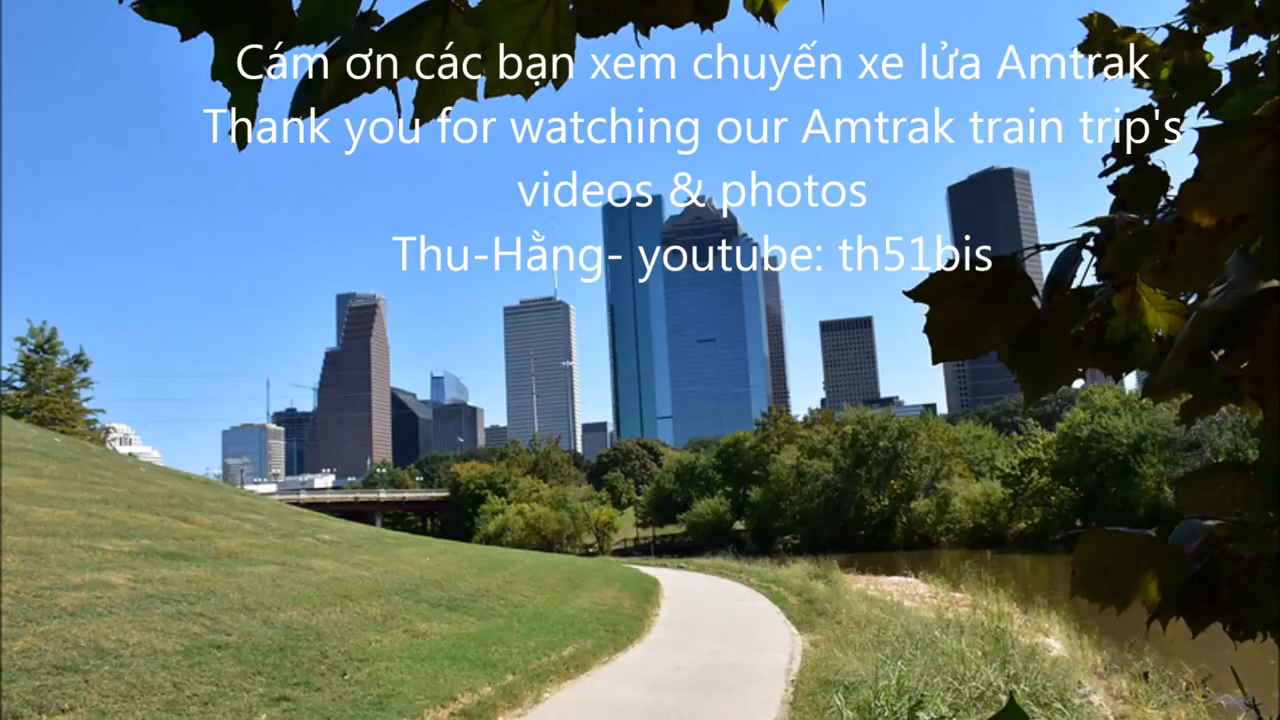 Cám ơn các bạn xem chuyến xe lửa Amtrak
Thank you for watching our Amtrak train trip's
videos & photos
Thu-Hằng- youtube: th51bis